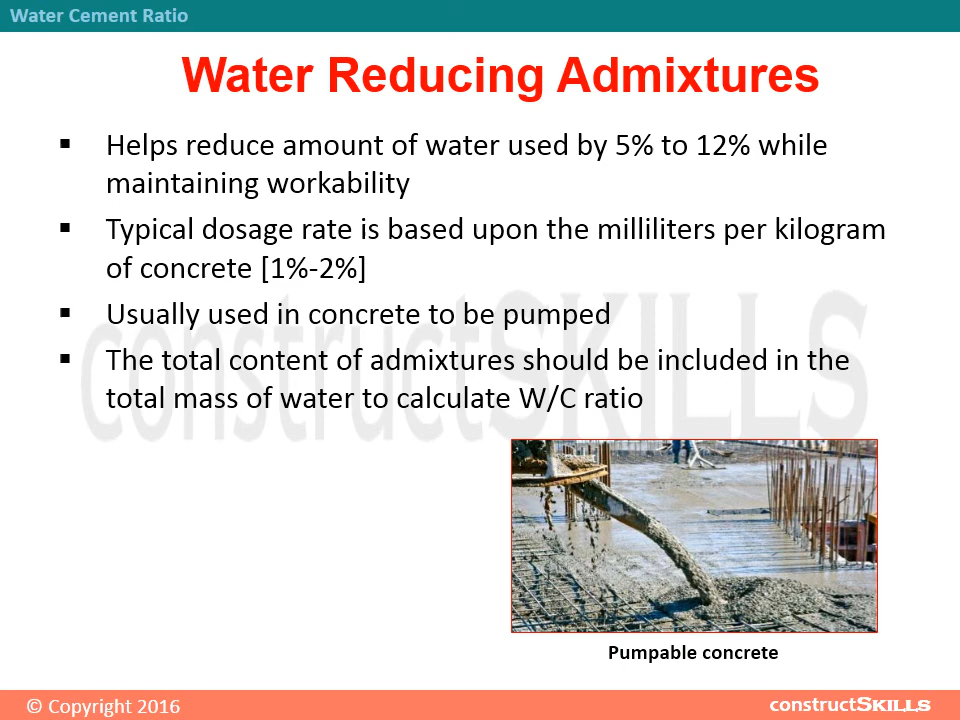 Water Cement Ratio
Water Reducing Admixtures
▪ Helps reduce amount of water used by 5% to 12% while
maintaining workability
▪ Typical dosage rate is based upon the milliliters per kilogram
of concrete [1%-2%]
▪ Usually used in concrete to be pumped
▪ The total content of admixtures should be included in the
total mass of water to calculate W/C ratio
constructSKILLS
Pumpable concrete
© Copyright 2016
constructSKILLS